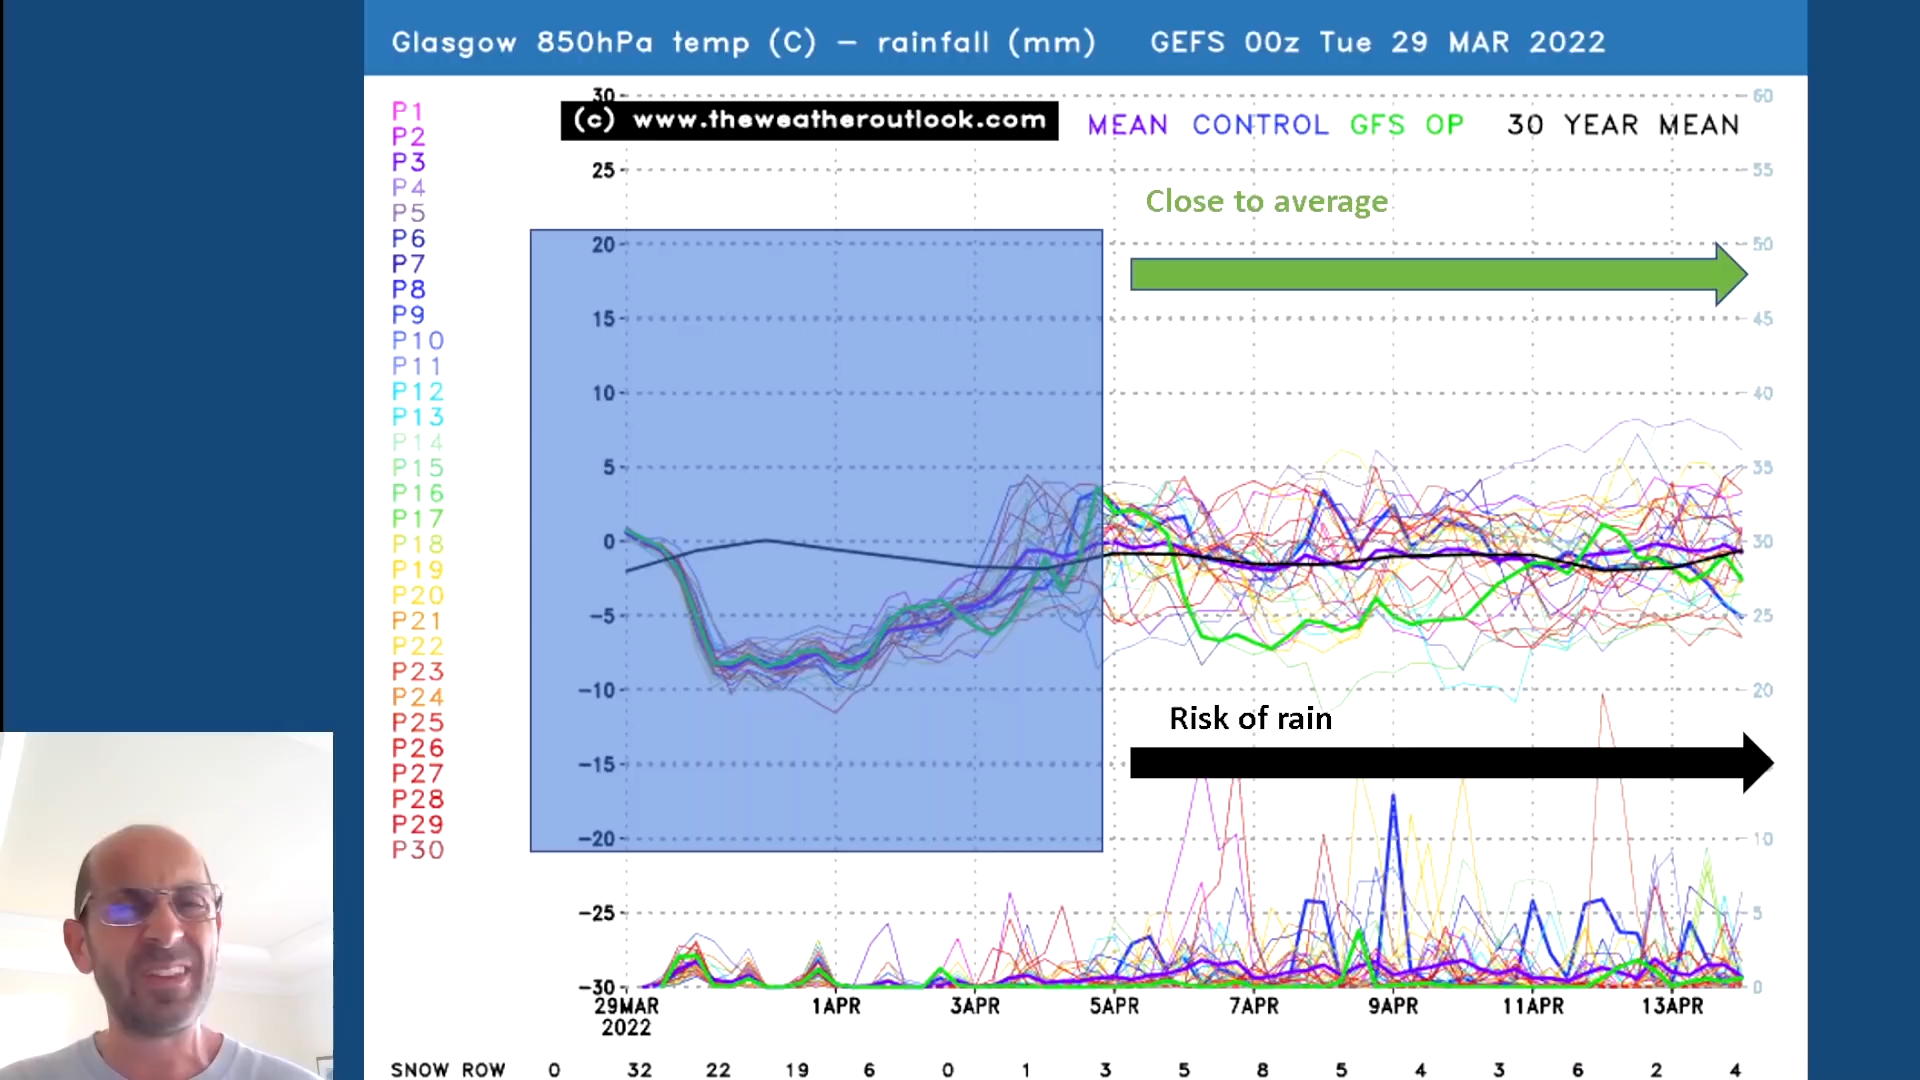 Glasgow 850hPa temp (C) – rainfall (mm) GEFS 00z Tue 29 MAR 2022
(c) www.theweatheroutlook.com
MEAN CONTROL GFS OP 30 YEAR MEAN
P1
P2
P3
P4
P5
P6
P7
P8
P9
P10
P11
P12
P13
P14
P15
P16
P17
P18
P19
P20
P21
P22
P23
P24
P25
P26
P27
P28
P29
P30
30
25
20
15
10
5
0
−5
−10
−15
−20
−25
−30
Close to average
Risk of rain
60
55
50
45
40
35
30
25
20
10
5
0
29MAR 1APR 3APR 5APR 7APR 9APR 11APR 13APR
2022
SNOW ROW 0 32 22 19 6 0 1 3 5 8 5 4 3 6 2 4